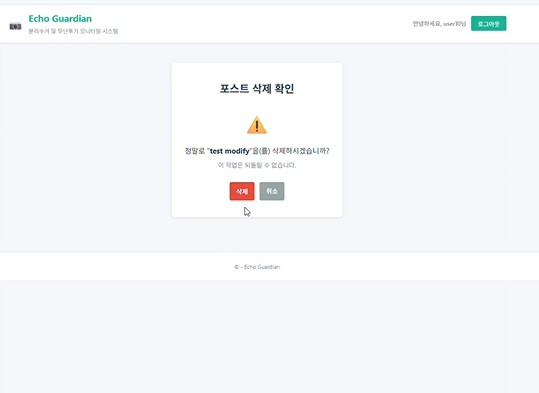 Echo Guardian
분리수거 및 무단투기 모니터링 시스템
안녕하세요, user10님
로그아웃
포스트 삭제 확인
정말로 "test modify"을(를) 삭제하시겠습니까?
이 작업은 되돌릴 수 없습니다.
삭제
취소
© - Echo Guardian